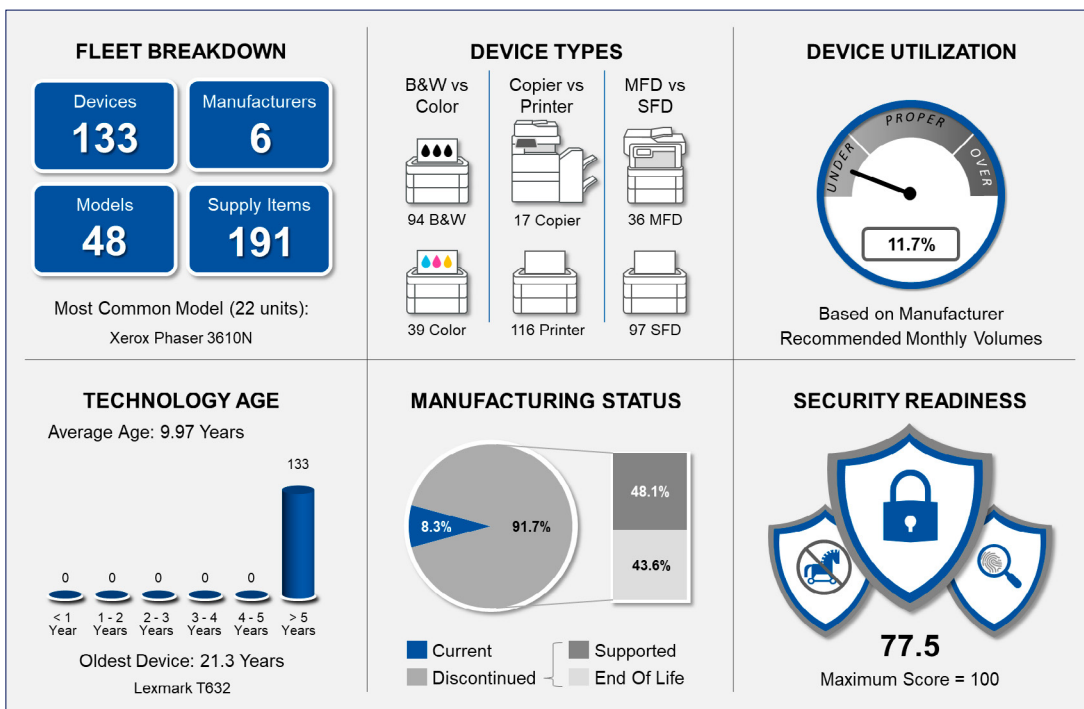 FLEET BREAKDOWN
Devices
133
Manufacturers
6
Models
48
Supply Items
191
Most Common Model (22 units):
Xerox Phaser 3610N
DEVICE TYPES
B&W vs
Color
94 B&W
39 Color
Copier vs
Printer
17 Copier
116 Printer
MFD vs
SFD
36 MFD
97 SFD
DEVICE UTILIZATION
UNDER
PROPER
OVER
11.7%
Based on Manufacturer
Recommended Monthly Volumes
TECHNOLOGY AGE
Average Age: 9.97 Years
0
0
0
0
0
133
< 1
Year
1 - 2
Years
2 - 3
Years
3 - 4
Years
4 - 5
Years
> 5
Years
Oldest Device: 21.3 Years
Lexmark T632
MANUFACTURING STATUS
8.3%
91.7%
48.1%
43.6%
Current
Discontinued
Supported
End Of Life
SECURITY READINESS
77.5
Maximum Score = 100